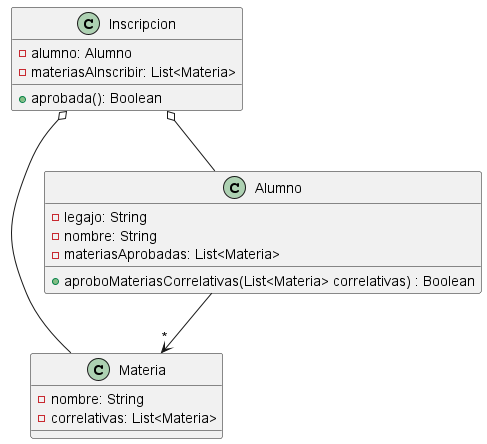 C Inscripcion
alumno: Alumno
materiasAInscribir: List<Materia>
aprobada(): Boolean
C Alumno
legajo: String
nombre: String
materiasAprobadas: List<Materia>
aproboMateriasCorrelativas(List<Materia> correlativas) : Boolean
*
C Materia
nombre: String
correlativas: List<Materia>